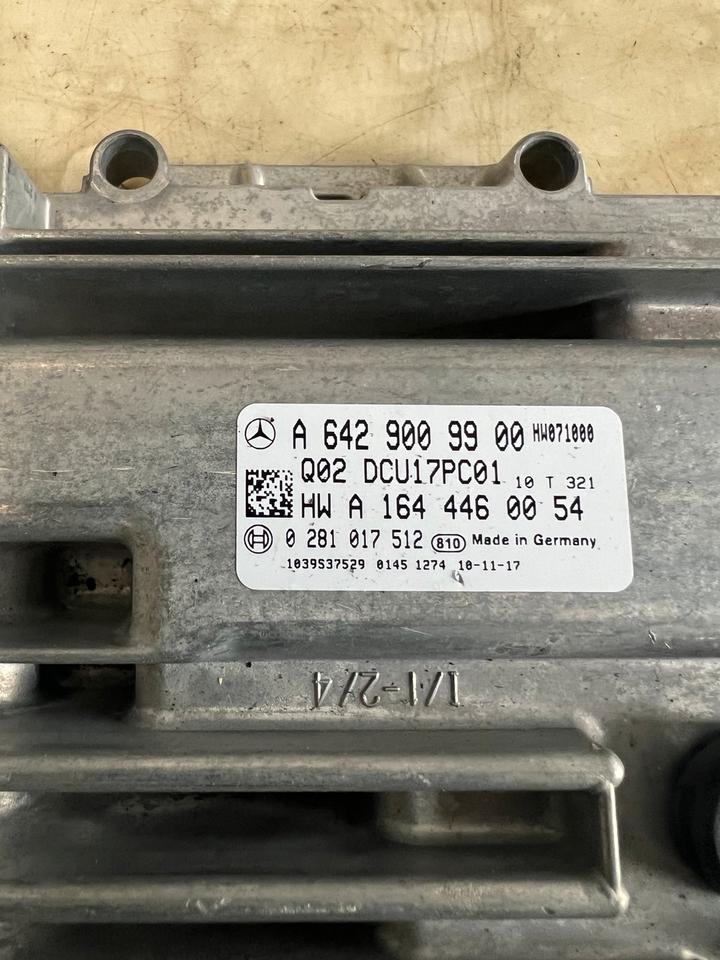 A 642 900 99 00 HW071000
Q02 DCU17PC01 10 T 321
HW A 164 446 00 54
0 281 017 512 810 Made in Germany
1039S37529 0145 1274 10-11-17
1/1-2/4